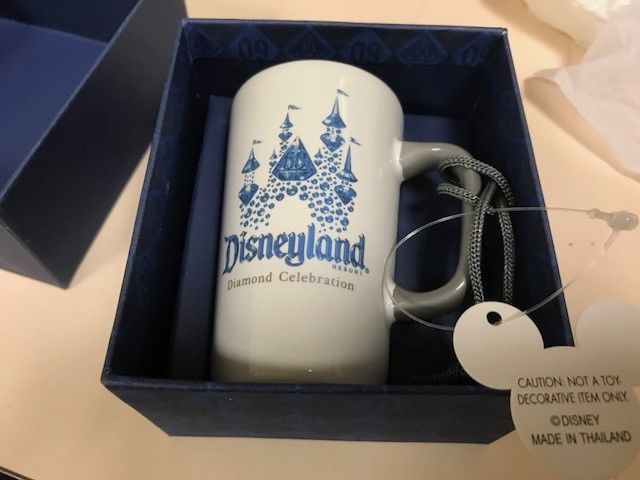 60
Disneyland
RESORT®
Diamond Celebration
CAUTION: NOT A TOY-
DECORATIVE ITEM ONLY.
©DISNEY
MADE IN THAILAND